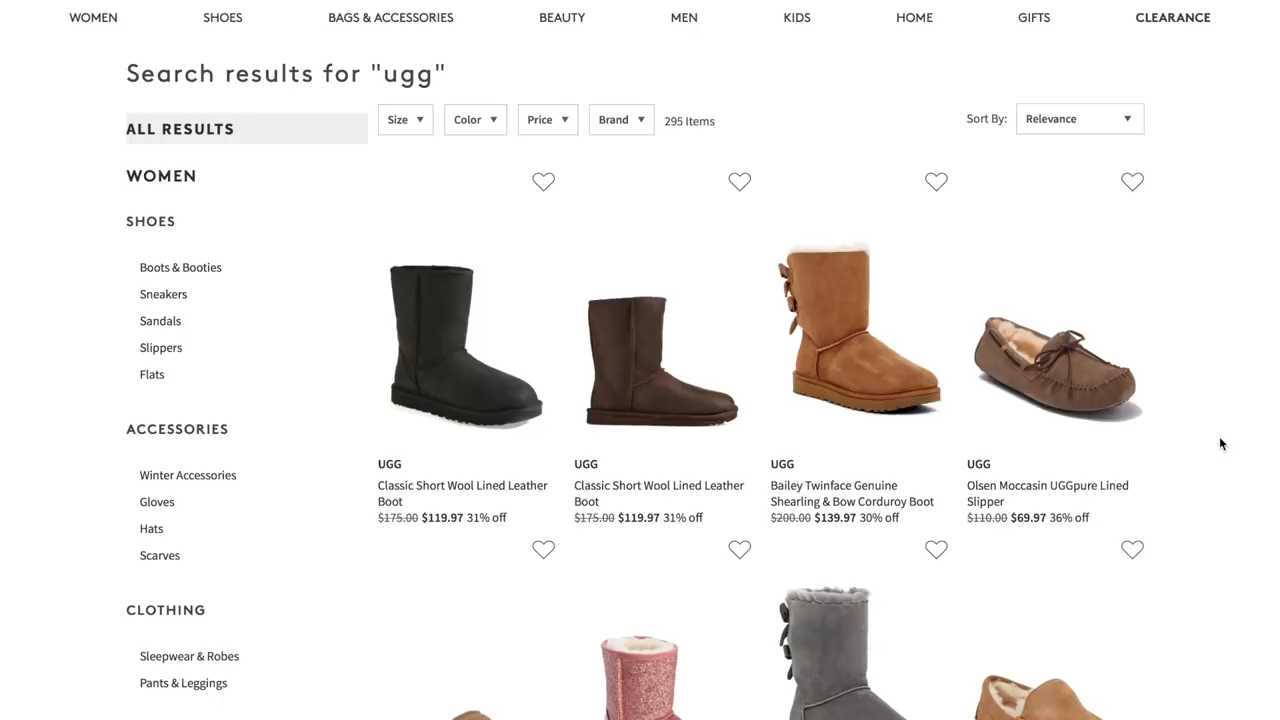 WOMEN SHOES BAGS & ACCESSORIES BEAUTY MEN KIDS HOME GIFTS CLEARANCE
Search results for "ugg"
ALL RESULTS
Size Color Price Brand 295 Items Sort By: Relevance
WOMEN
SHOES
Boots & Booties
Sneakers
Sandals
Slippers
Flats
ACCESSORIES
Winter Accessories
Gloves
Hats
Scarves
CLOTHING
Sleepwear & Robes
Pants & Leggings
UGG
Classic Short Wool Lined Leather
Boot
$175.00 $119.97 31% off
UGG
Classic Short Wool Lined Leather
Boot
$175.00 $119.97 31% off
UGG
Bailey Twinface Genuine
Shearling & Bow Corduroy Boot
$200.00 $139.97 30% off
UGG
Olsen Moccasin UGGpure Lined
Slipper
$110.00 $69.97 36% off